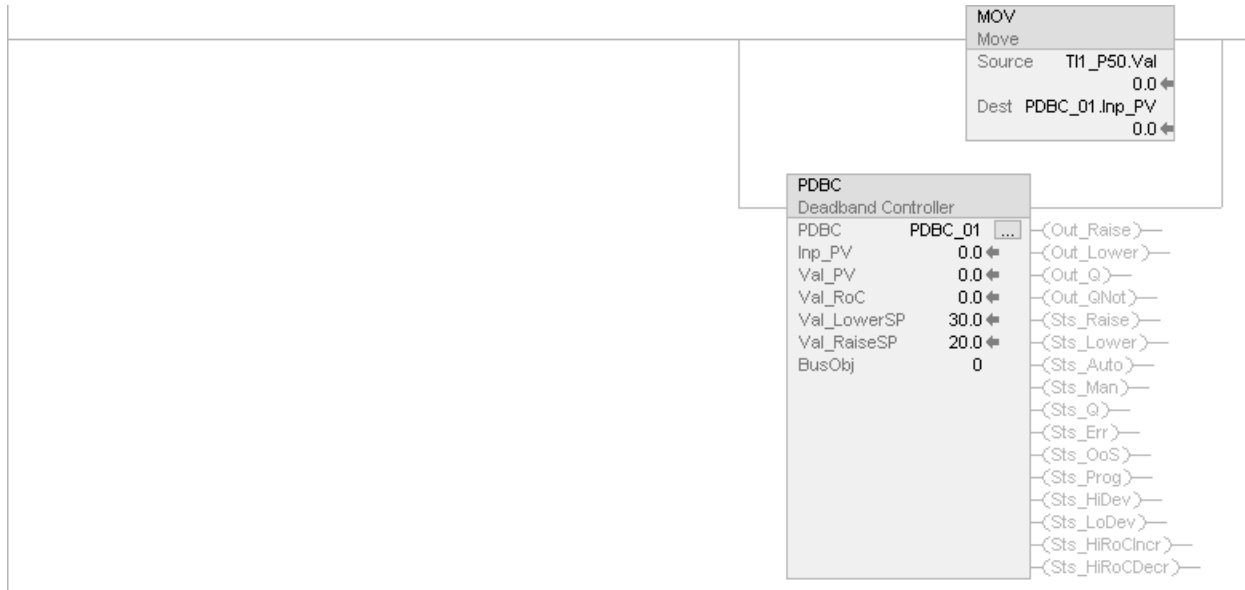 MOV
Move
Source TI1_P50.Val
0.0
Dest PDBC_01.Inp_PV
0.0
PDBC
Deadband Controller
PDBC PDBC_01 ...
Inp_PV 0.0
Val_PV 0.0
Val_RoC 0.0
Val_LowerSP 30.0
Val_RaiseSP 20.0
BusObj 0
(Out_Raise)
(Out_Lower)
(Out_Q)
(Out_QNot)
(Sts_Raise)
(Sts_Lower)
(Sts_Auto)
(Sts_Man)
(Sts_Q)
(Sts_Err)
(Sts_OoS)
(Sts_Prog)
(Sts_HiDev)
(Sts_LoDev)
(Sts_HiRoCIncr)
(Sts_HiRoCDecr)